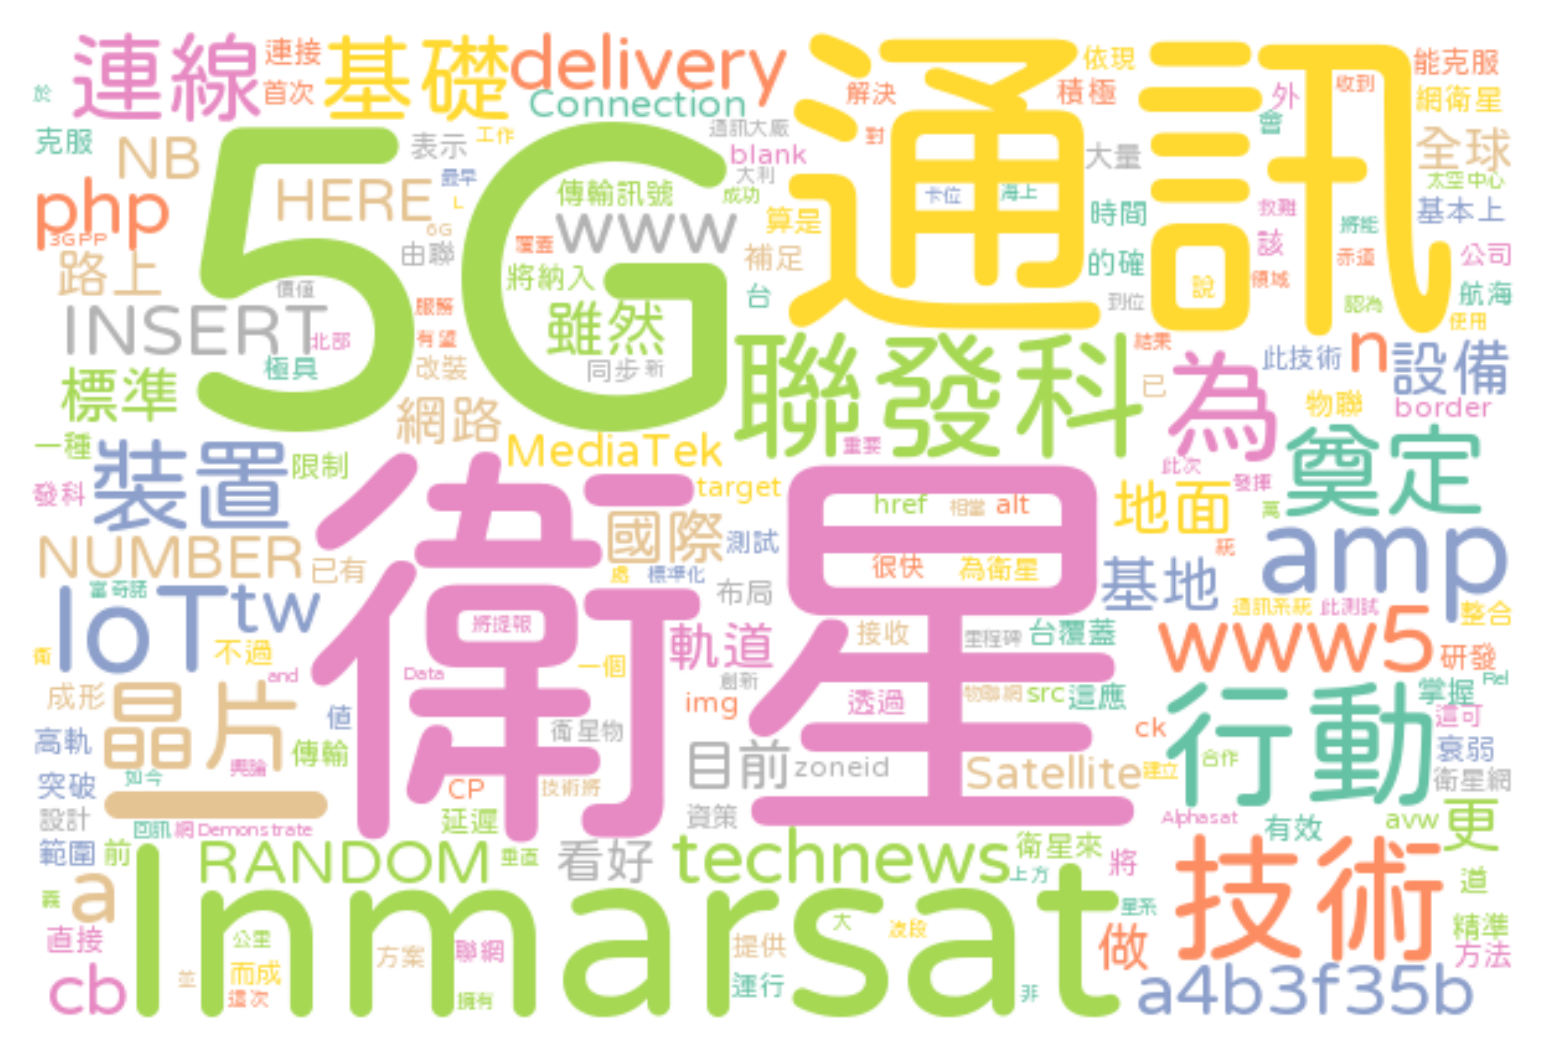 連線
連接
首次
基礎
delivery
Connection
通訊
依現
積極
解決
對
能克服
網衛星
收到
外
會
於
克服
NB
表示
工作
最早
通訊大廠
blank
大利
成功
大量
全球
太空中心
基本上
php
3GPP
路上
HERE
L
6G
由聯
5G
傳輸訊號
www
覆蓋
將納入
算是
補足
台
卡位
海上
時間
的確
到位
救難
該
領域
說
將能
赤道
認為
公司
航海
使用
INSERT
價值
北部
極具
服務
有望
改裝
雖然
同步
新
聯發科
結果
已
為
此技術
n
設備
物聯
border
標準
網路
MediaTek
重要
此次
發揮
奠定
一種
裝置
限制
發科
衛星
target
href
相當
alt
地面
萬
統
amp
NUMBER
已有
國際
測試
處
標準化
布局
很快
為衛星
基地
通訊系統
此測試
整合
富奇諾
IoT
tw
將提報
軌道
接收
里程碑
台覆蓋
www5
研發
Rel
衛
不過
and
Data
一個
創新
img
透過
物聯網
src
這應
掌握
這可
成形
晶片
值
衛星物
ck
行動
衰弱
高軌
傳輸
輿論
如今
突破
CP
技術將
目前
zoneid
Satellite
建立
合作
衛星網
設計
一
回訊
網
Demonstrate
延遲
資策
Alphasat
有效
avw
更
範圍
前
RANDOM
垂直
看好
technews
衛星來
上方
將
技術
道
義
a
Inmarsat
星系
直接
公里
方案
聯網
提供
大
波段
做
精準
方法
cb
並
而成
這次
擁有
運行
非
a4b3f35b